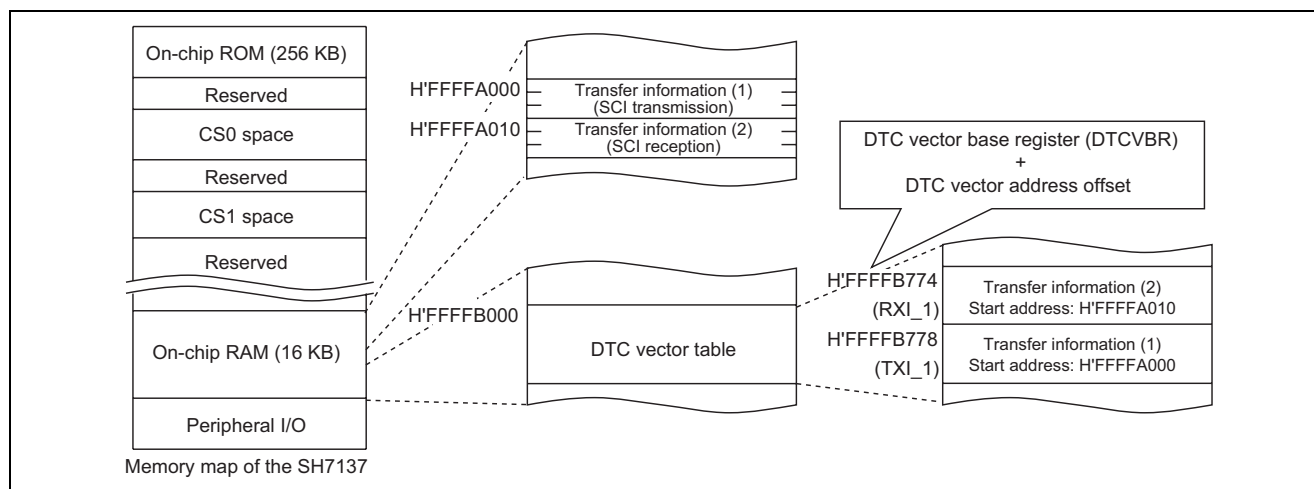 On-chip ROM (256 KB)
Reserved
CS0 space
Reserved
CS1 space
Reserved
On-chip RAM (16 KB)
Peripheral I/O
Memory map of the SH7137
H'FFFFA000
Transfer information (1)
(SCI transmission)
H'FFFFA010
Transfer information (2)
(SCI reception)
H'FFFFB000
DTC vector table
DTC vector base register (DTCVBR)
+
DTC vector address offset
H'FFFFB774
(RXI_1)
Transfer information (2)
Start address: H'FFFFA010
H'FFFFB778
(TXI_1)
Transfer information (1)
Start address: H'FFFFA000